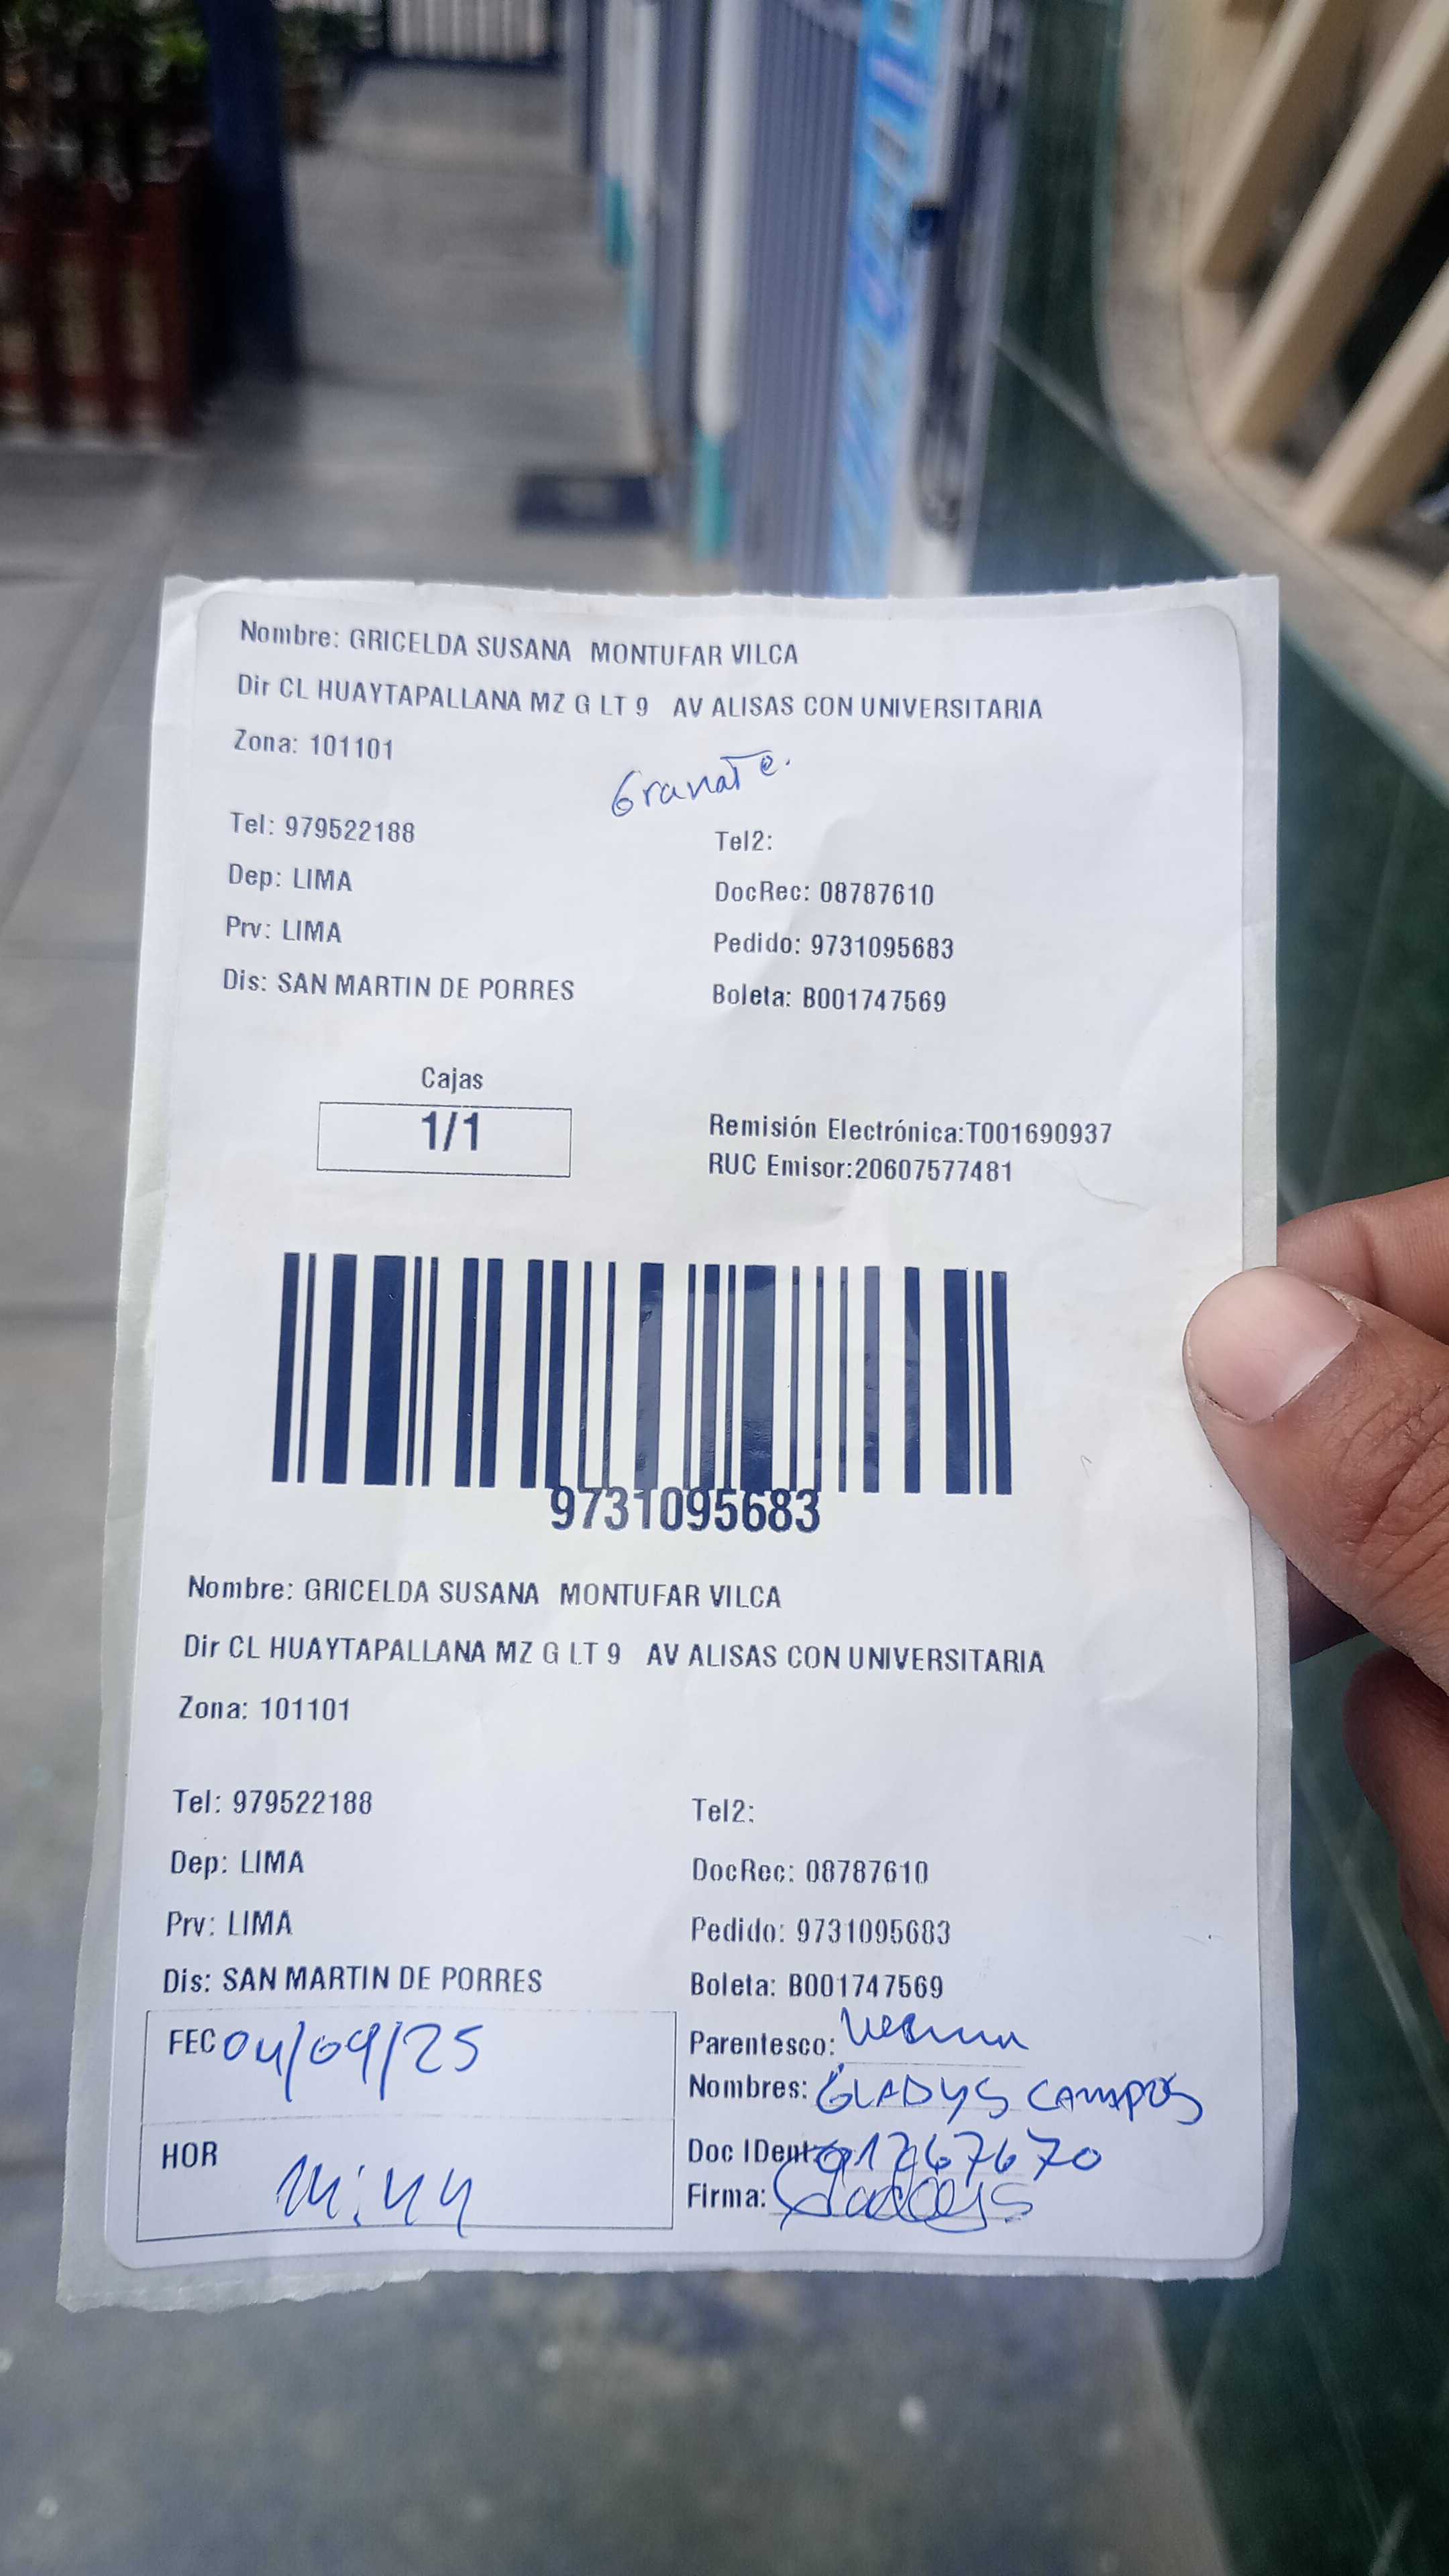 Nombre: GRICELDA SUSANA MONTUFAR VILCA
Dir CL HUAYTAPALLANA MZ G LT 9 AV ALISAS CON UNIVERSITARIA
Zona: 101101
Granate.
Tel: 979522188
Tel2:
Dep: LIMA
DocRec: 08787610
Prv: LIMA
Pedido: 9731095683
Dis: SAN MARTIN DE PORRES
Boleta: B001747569
Cajas
1/1
Remisión Electrónica:T001690937
RUC Emisor:20607577481
9731095683
Nombre: GRICELDA SUSANA MONTUFAR VILCA
Dir CL HUAYTAPALLANA MZ G LT 9 AV ALISAS CON UNIVERSITARIA
Zona: 101101
Tel: 979522188
Tel2:
Dep: LIMA
DocRec: 08787610
Prv: LIMA
Pedido: 9731095683
Dis: SAN MARTIN DE PORRES
Boleta: B001747569
FEC 04/09/25
Parentesco:
Nombres: GLADYS CAMPOS
HOR 14:44
Doc IDent:
Firma: